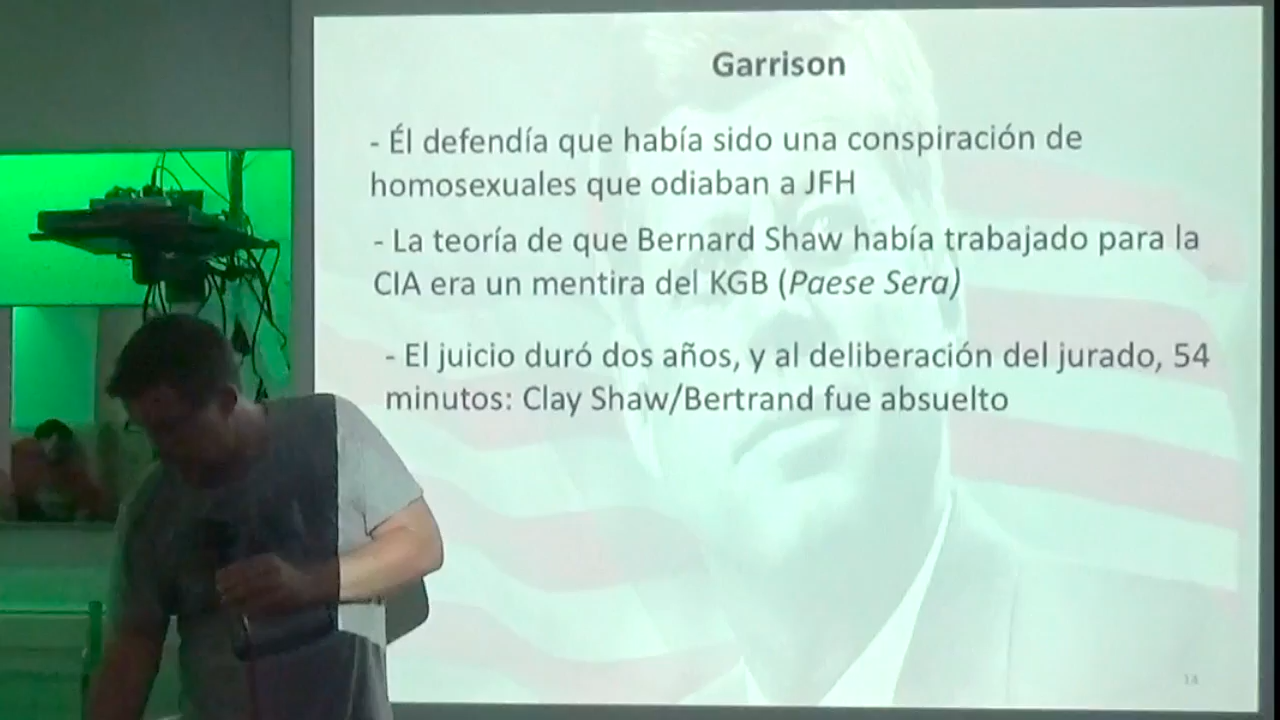 Garrison
- Él defendía que había sido una conspiración de
homosexuales que odiaban a JFH
- La teoría de que Bernard Shaw había trabajado para la
CIA era un mentira del KGB (Paese Sera)
- El juicio duró dos años, y al deliberación del jurado, 54
minutos: Clay Shaw/Bertrand fue absuelto
14